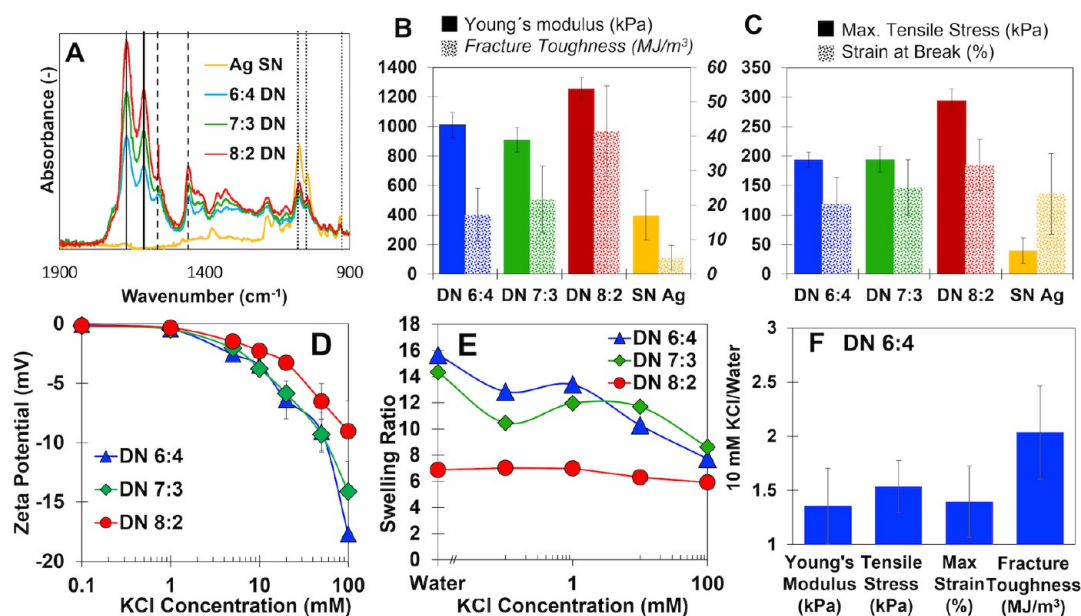 A
Absorbance (-)
Ag SN
6:4 DN
7:3 DN
8:2 DN
1900 1400 900
Wavenumber (cm⁻¹)
B
Young´s modulus (kPa)
Fracture Toughness (MJ/m³)
1400 60
1200 50
1000 40
800 30
600 20
400 10
200 0
0
DN 6:4 DN 7:3 DN 8:2 SN Ag
C
Max. Tensile Stress (kPa)
Strain at Break (%)
350
300
250
200
150
100
50
0
DN 6:4 DN 7:3 DN 8:2 SN Ag
D
Zeta Potential (mV)
0
-5
-10
-15
-20
DN 6:4
DN 7:3
DN 8:2
0.1 1 10 100
KCl Concentration (mM)
E
Swelling Ratio
18
16
14
12
10
8
6
4
2
0
DN 6:4
DN 7:3
DN 8:2
Water 1 100
KCl Concentration (mM)
F
DN 6:4
10 mM KCl/Water
3
2.5
2
1.5
1
Young's Tensile Max Fracture
Modulus Stress Strain Toughness
(kPa) (kPa) (%) (MJ/m³)